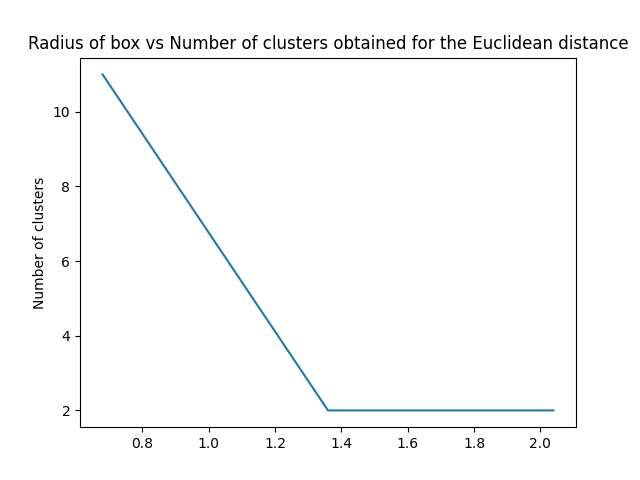 Radius of box vs Number of clusters obtained for the Euclidean distance
10
8
6
4
2
Number of clusters
0.8 1.0 1.2 1.4 1.6 1.8 2.0